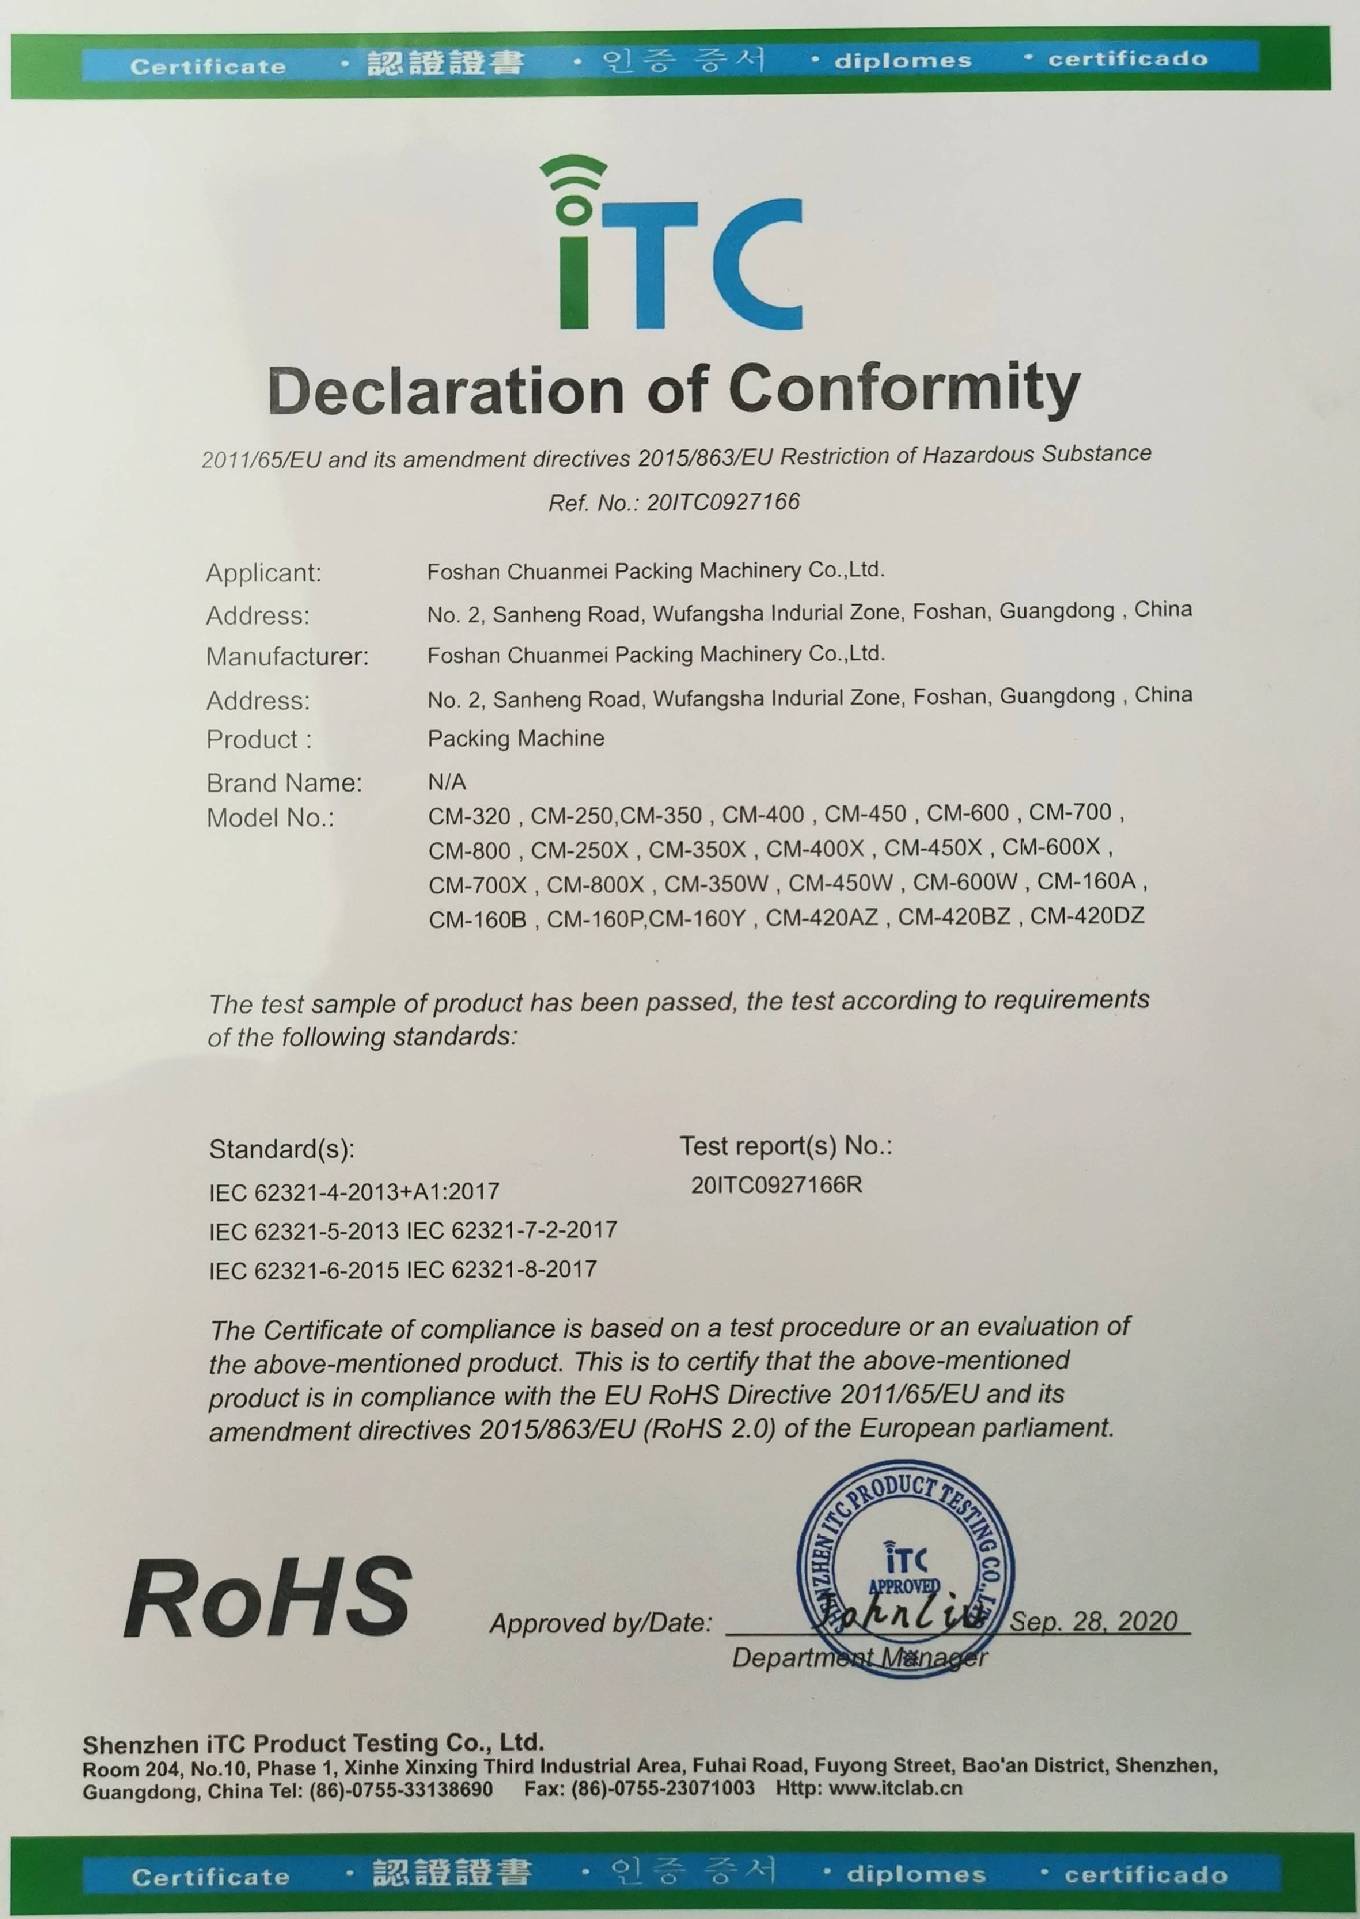 Certificate · 認證證書 · 인증 증서 · diplomes · certificado
iTC
Declaration of Conformity
2011/65/EU and its amendment directives 2015/863/EU Restriction of Hazardous Substance
Ref. No.: 20ITC0927166
Applicant: Foshan Chuanmei Packing Machinery Co.,Ltd.
Address: No. 2, Sanheng Road, Wufangsha Indurial Zone, Foshan, Guangdong , China
Manufacturer: Foshan Chuanmei Packing Machinery Co.,Ltd.
Address: No. 2, Sanheng Road, Wufangsha Indurial Zone, Foshan, Guangdong , China
Product : Packing Machine
Brand Name: N/A
Model No.: CM-320 , CM-250,CM-350 , CM-400 , CM-450 , CM-600 , CM-700 ,
CM-800 , CM-250X , CM-350X , CM-400X , CM-450X , CM-600X ,
CM-700X , CM-800X , CM-350W , CM-450W , CM-600W , CM-160A ,
CM-160B , CM-160P,CM-160Y , CM-420AZ , CM-420BZ , CM-420DZ
The test sample of product has been passed, the test according to requirements
of the following standards:
Standard(s): Test report(s) No.:
IEC 62321-4-2013+A1:2017 20ITC0927166R
IEC 62321-5-2013 IEC 62321-7-2-2017
IEC 62321-6-2015 IEC 62321-8-2017
The Certificate of compliance is based on a test procedure or an evaluation of
the above-mentioned product. This is to certify that the above-mentioned
product is in compliance with the EU RoHS Directive 2011/65/EU and its
amendment directives 2015/863/EU (RoHS 2.0) of the European parliament.
SHENZHEN ITC PRODUCT TESTING CO., LTD
iTC
APPROVED
RoHS
Approved by/Date: John Liu Sep. 28, 2020
Department Manager
Shenzhen iTC Product Testing Co., Ltd.
Room 204, No.10, Phase 1, Xinhe Xinxing Third Industrial Area, Fuhai Road, Fuyong Street, Bao'an District, Shenzhen,
Guangdong, China Tel: (86)-0755-33138690 Fax: (86)-0755-23071003 Http: www.itclab.cn
Certificate · 認證證書 · 인증 증서 · diplomes · certificado